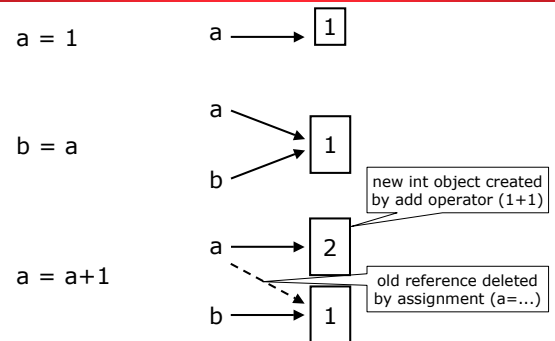 a = 1
a
1
b = a
a
b
1
new int object created
by add operator (1+1)
a = a+1
a
2
old reference deleted
by assignment (a=...)
b
1